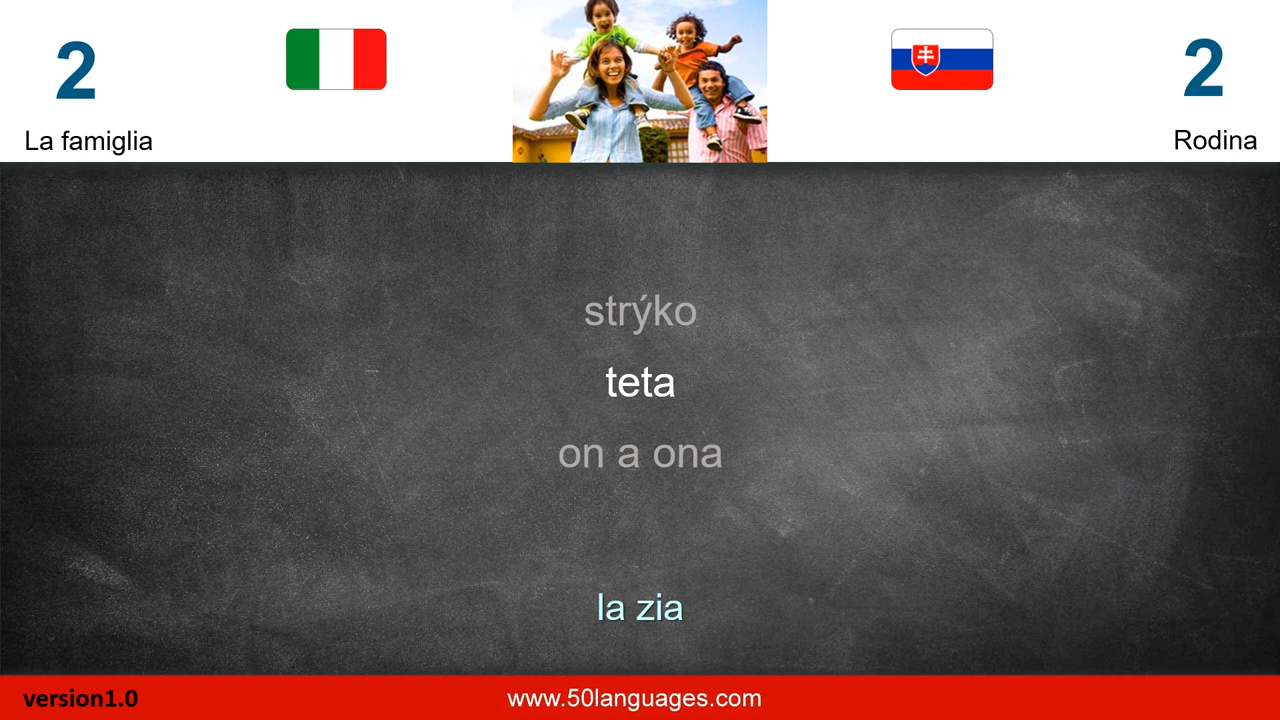 2
2
La famiglia
Rodina
strýko
teta
on a ona
la zia
version1.0
www.50languages.com